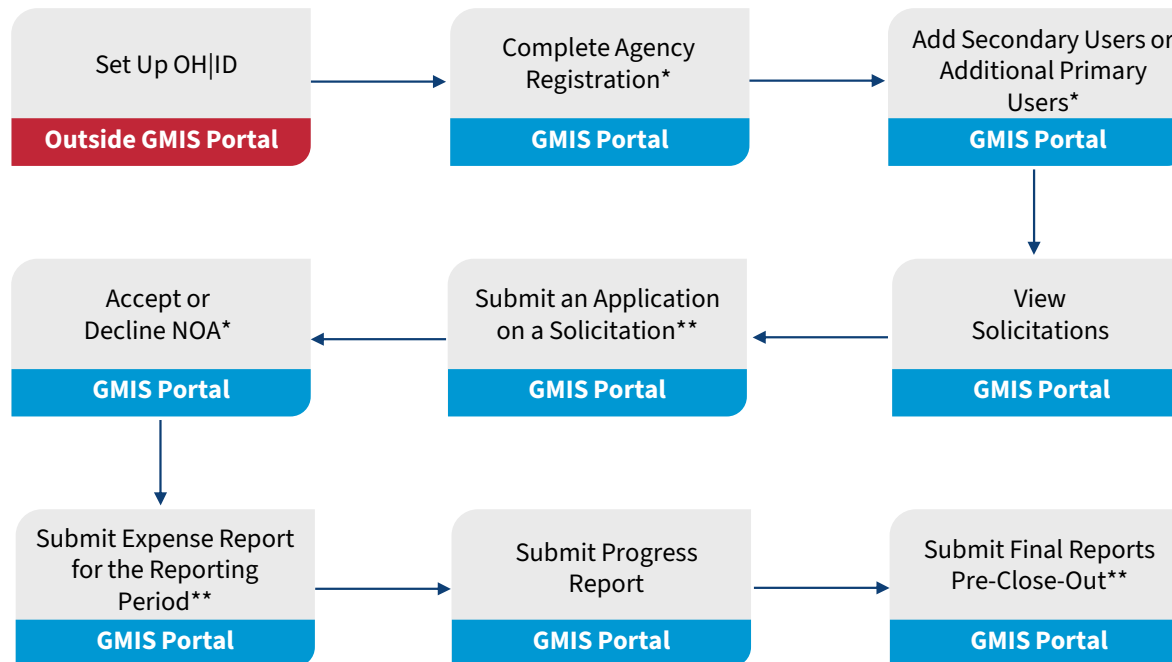 Set Up OH|ID
Outside GMIS Portal
Complete Agency
Registration*
GMIS Portal
Add Secondary Users or
Additional Primary
Users*
GMIS Portal
Accept or
Decline NOA*
GMIS Portal
Submit an Application
on a Solicitation**
GMIS Portal
View
Solicitations
GMIS Portal
Submit Expense Report
for the Reporting
Period**
GMIS Portal
Submit Progress
Report
GMIS Portal
Submit Final Reports
Pre-Close-Out**
GMIS Portal